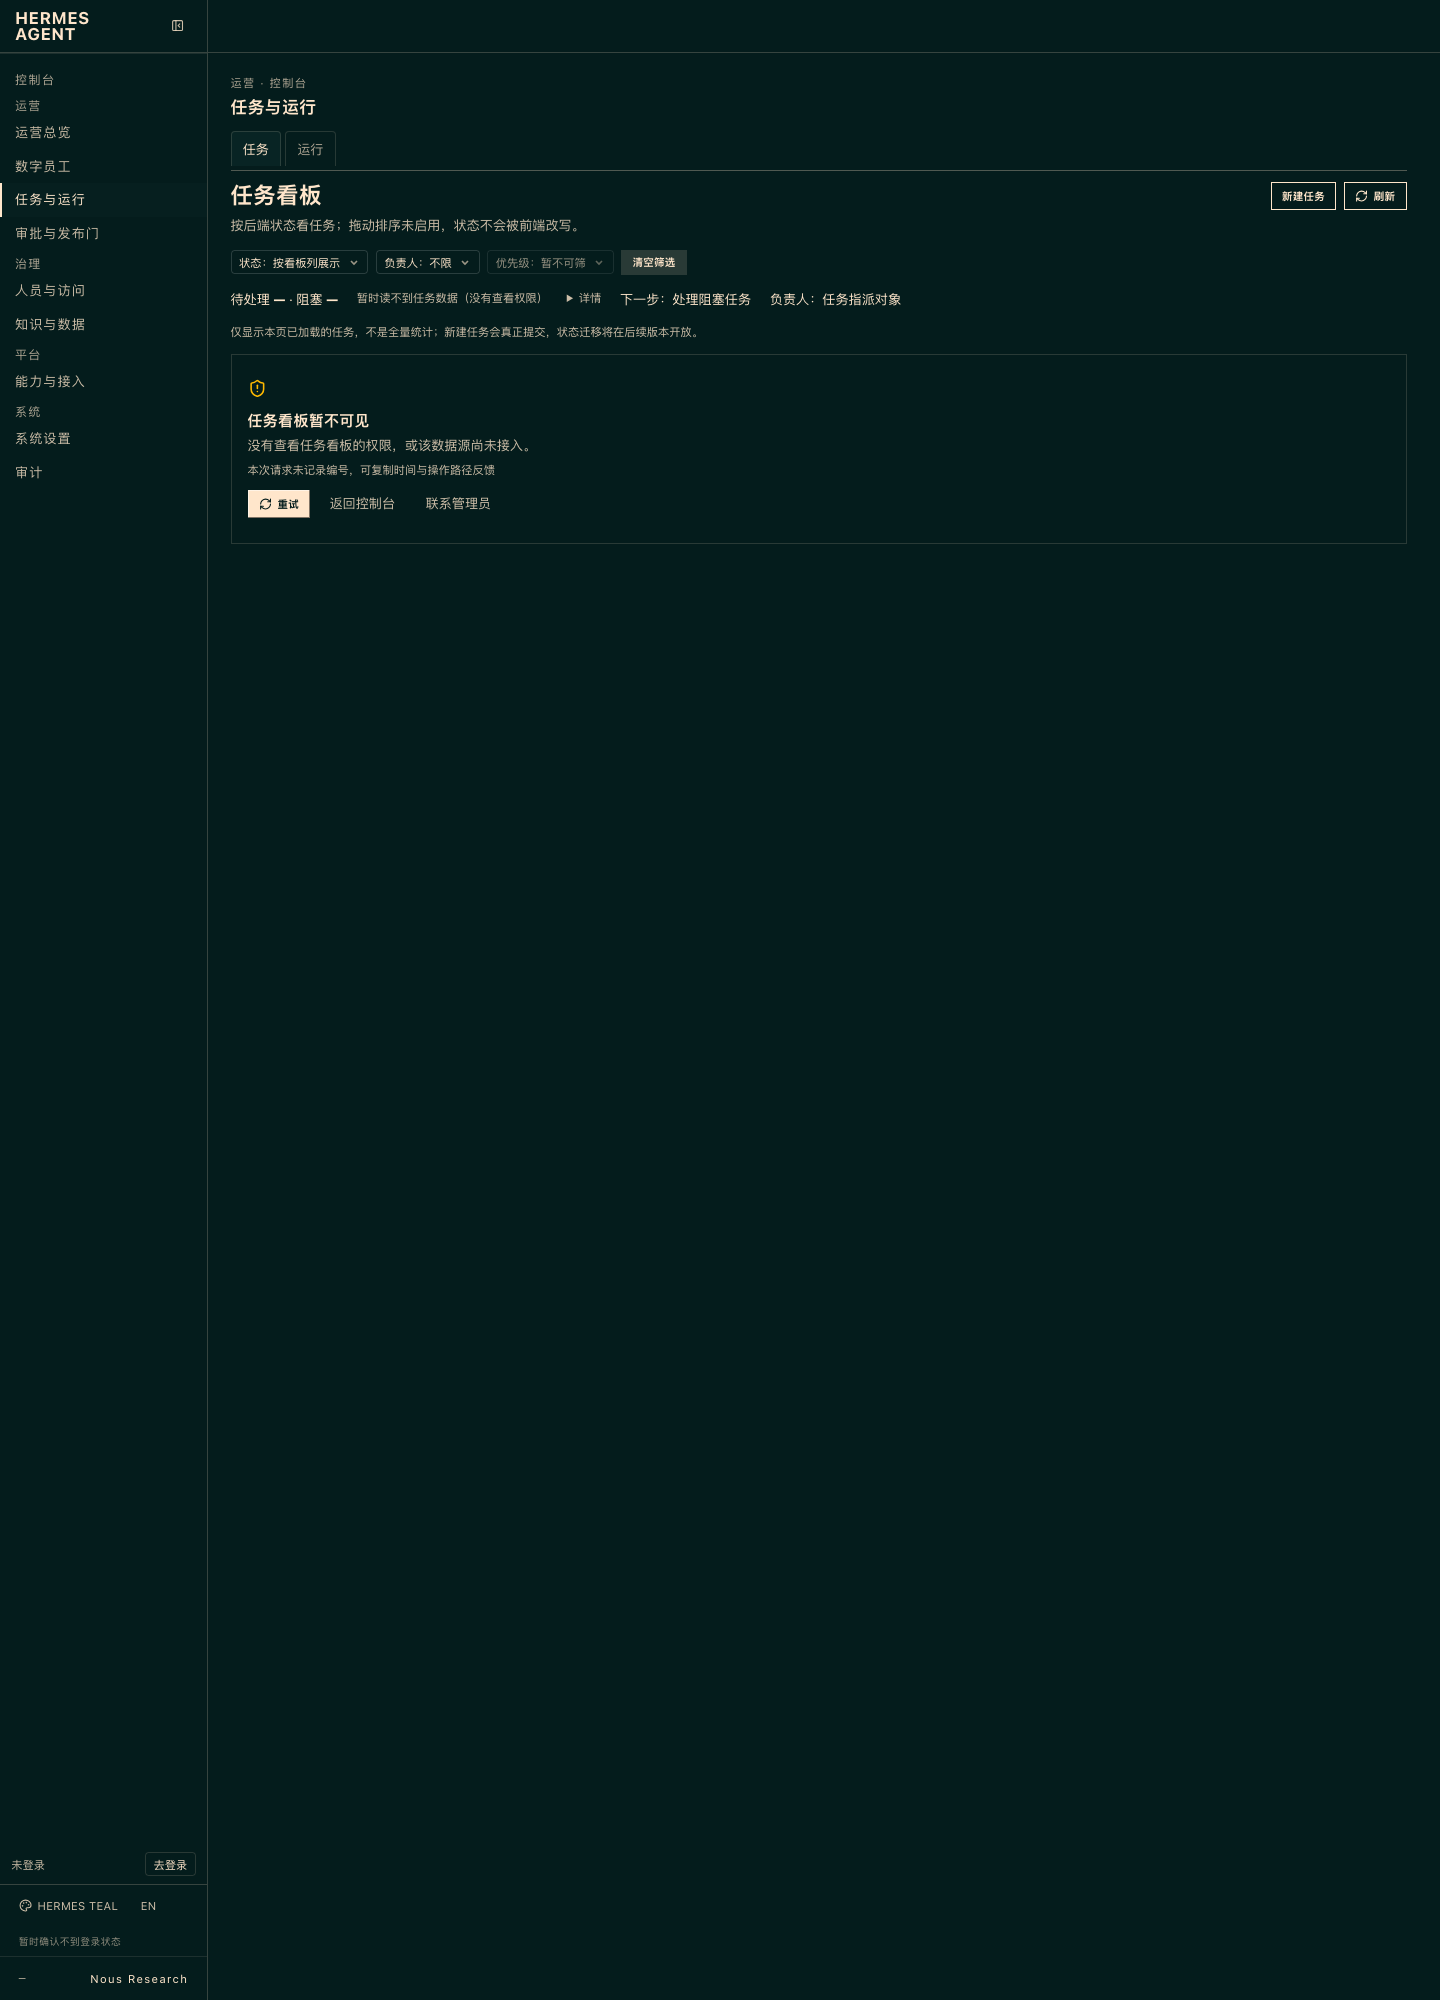 HERMES
AGENT
控制台
运营
运营总览
数字员工
任务与运行
审批与发布门
治理
人员与访问
知识与数据
平台
能力与接入
系统
系统设置
审计
未登录
去登录
HERMES TEAL EN
暂时确认不到登录状态
— Nous Research
运营 · 控制台
任务与运行
任务 运行
任务看板
新建任务 刷新
按后端状态看任务；拖动排序未启用，状态不会被前端改写。
状态：按看板列展示 负责人：不限 优先级：暂不可筛 清空筛选
待处理 — · 阻塞 — 暂时读不到任务数据（没有查看权限） ▶ 详情 下一步：处理阻塞任务 负责人：任务指派对象
仅显示本页已加载的任务，不是全量统计；新建任务会真正提交，状态迁移将在后续版本开放。
任务看板暂不可见
没有查看任务看板的权限，或该数据源尚未接入。
本次请求未记录编号，可复制时间与操作路径反馈
重试 返回控制台 联系管理员